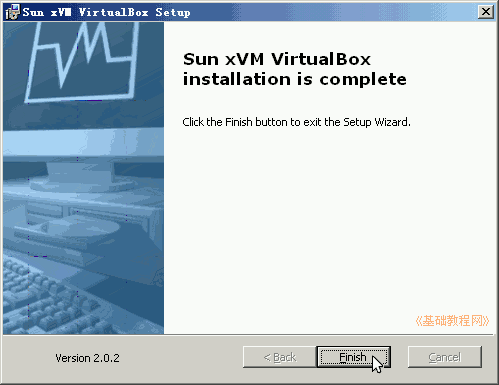 Sun xVM VirtualBox Setup
Sun xVM VirtualBox
installation is complete
Click the Finish button to exit the Setup Wizard.
《基础教程网》
Version 2.0.2
< Back
Finish
Cancel